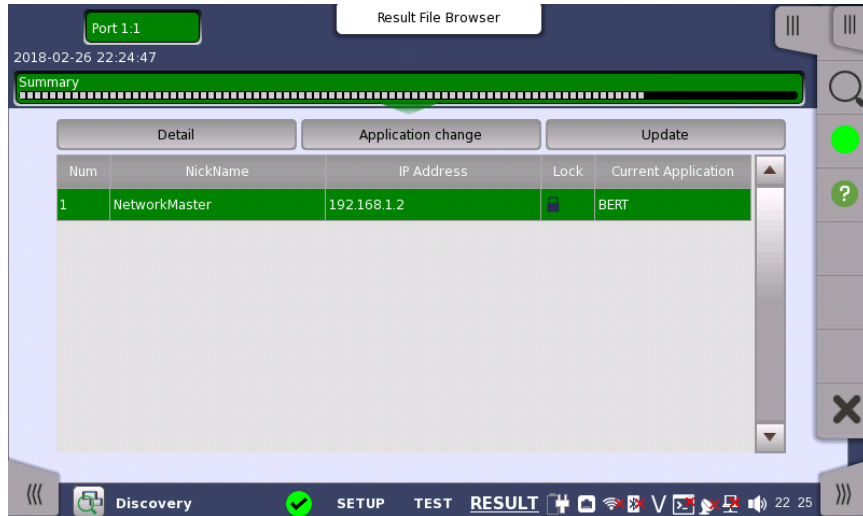 Port 1:1
Result File Browser
2018-02-26 22:24:47
Summary
Detail Application change Update
Num NickName IP Address Lock Current Application
1 NetworkMaster 192.168.1.2 BERT
Discovery SETUP TEST RESULT 22 25